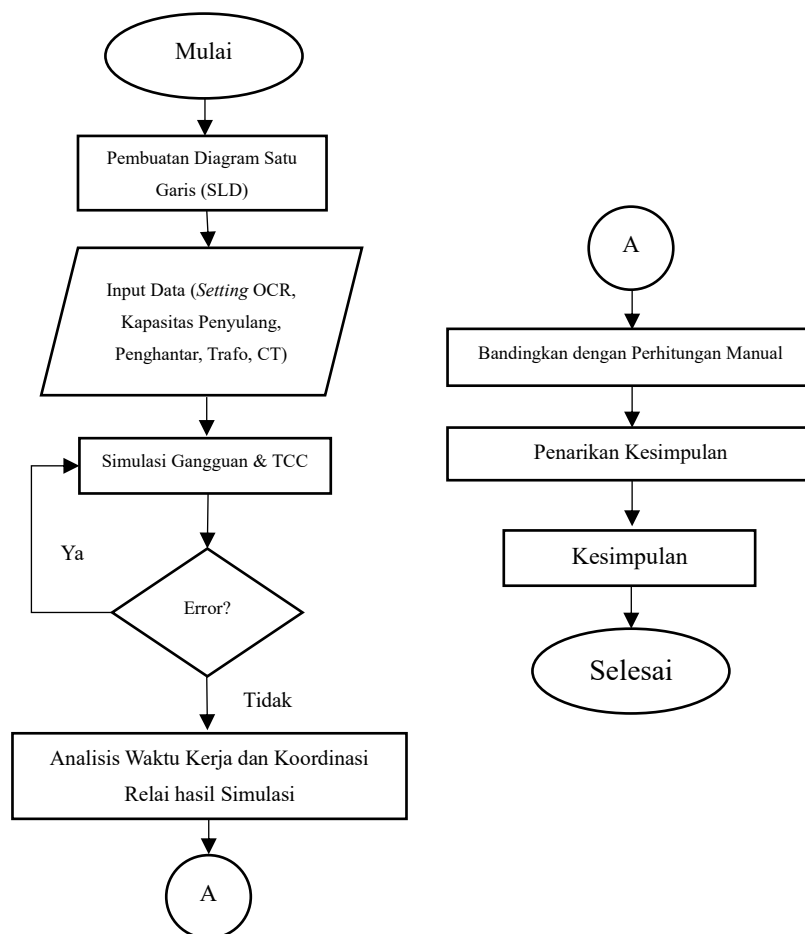 Mulai
Pembuatan Diagram Satu
Garis (SLD)
Input Data (Setting OCR,
Kapasitas Penyulang,
Penghantar, Trafo, CT)
Simulasi Gangguan & TCC
Ya
Error?
Tidak
Analisis Waktu Kerja dan Koordinasi
Relai hasil Simulasi
A
A
Bandingkan dengan Perhitungan Manual
Penarikan Kesimpulan
Kesimpulan
Selesai